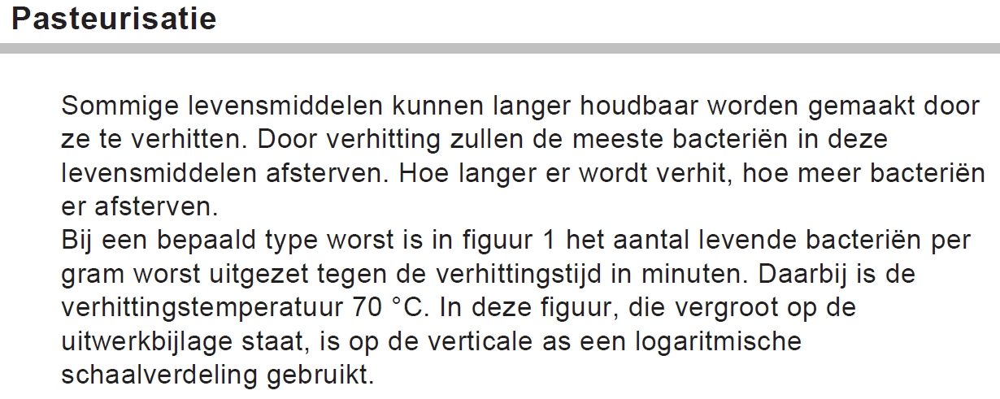 Pasteurisatie
Sommige levensmiddelen kunnen langer houdbaar worden gemaakt door
ze te verhitten. Door verhitting zullen de meeste bacteriën in deze
levensmiddelen afsterven. Hoe langer er wordt verhit, hoe meer bacteriën
er afsterven.
Bij een bepaald type worst is in figuur 1 het aantal levende bacteriën per
gram worst uitgezet tegen de verhittingstijd in minuten. Daarbij is de
verhittingstemperatuur 70 °C. In deze figuur, die vergroot op de
uitwerkbijlage staat, is op de verticale as een logaritmische
schaalverdeling gebruikt.